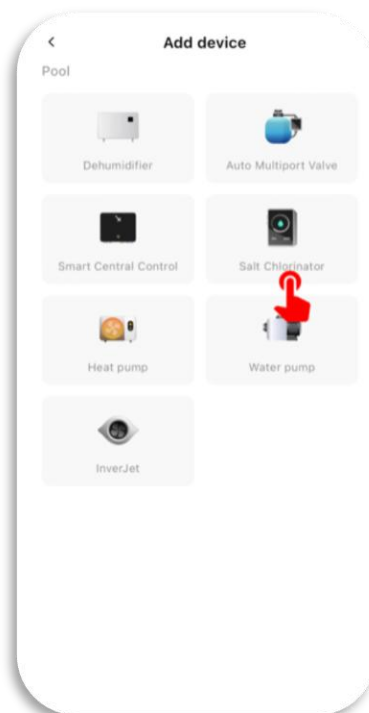 Add device
Pool
Dehumidifier
Auto Multiport Valve
Smart Central Control
Salt Chlorinator
Heat pump
Water pump
InverJet